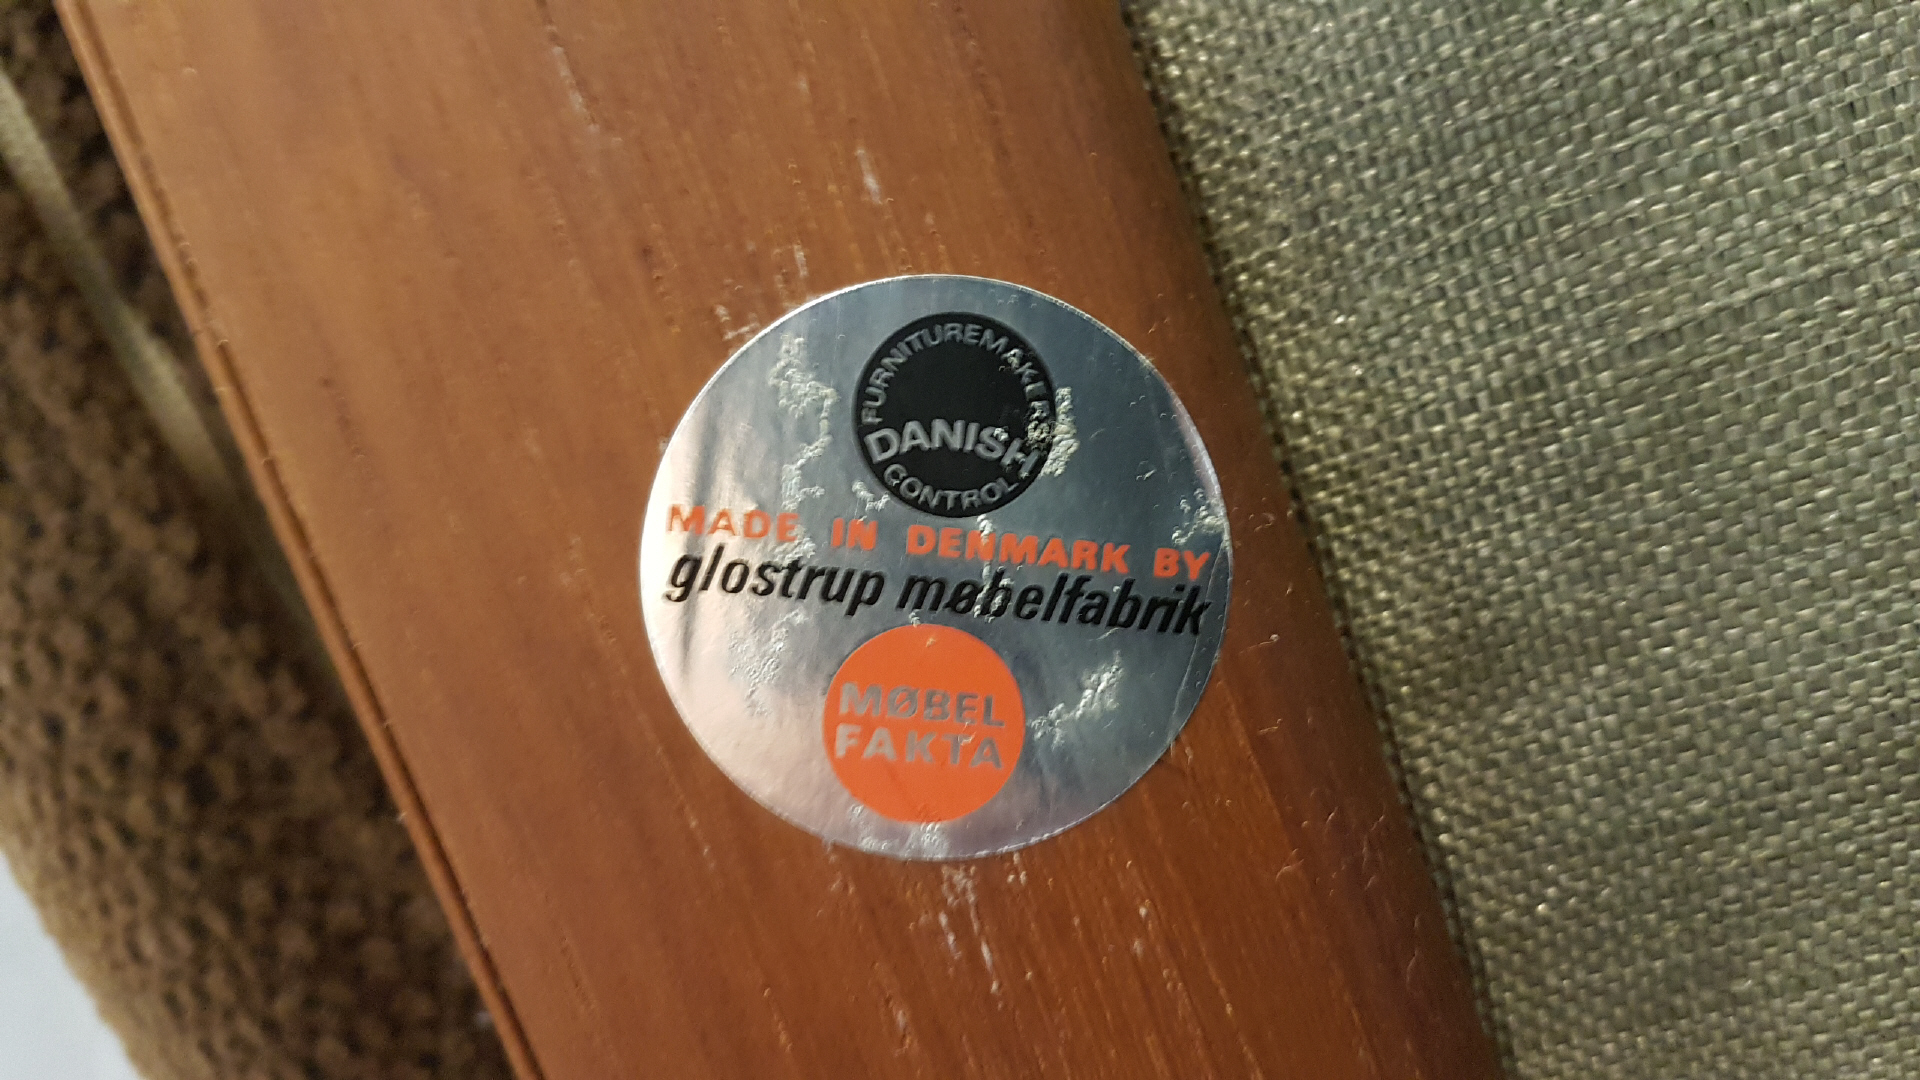 FURNITUREMAKERS
DANISH
CONTROL
MADE IN DENMARK BY
glostrup møbelfabrik
MØBEL
FAKTA